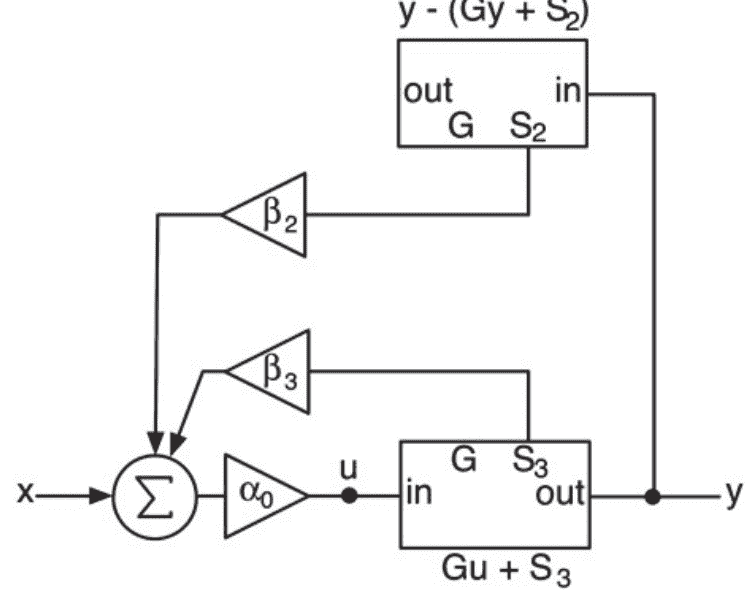 y - (Gy + S₂)
out in
G S₂
β₂
β₃
G S₃
x Σ α₀ u in out y
Gu + S₃